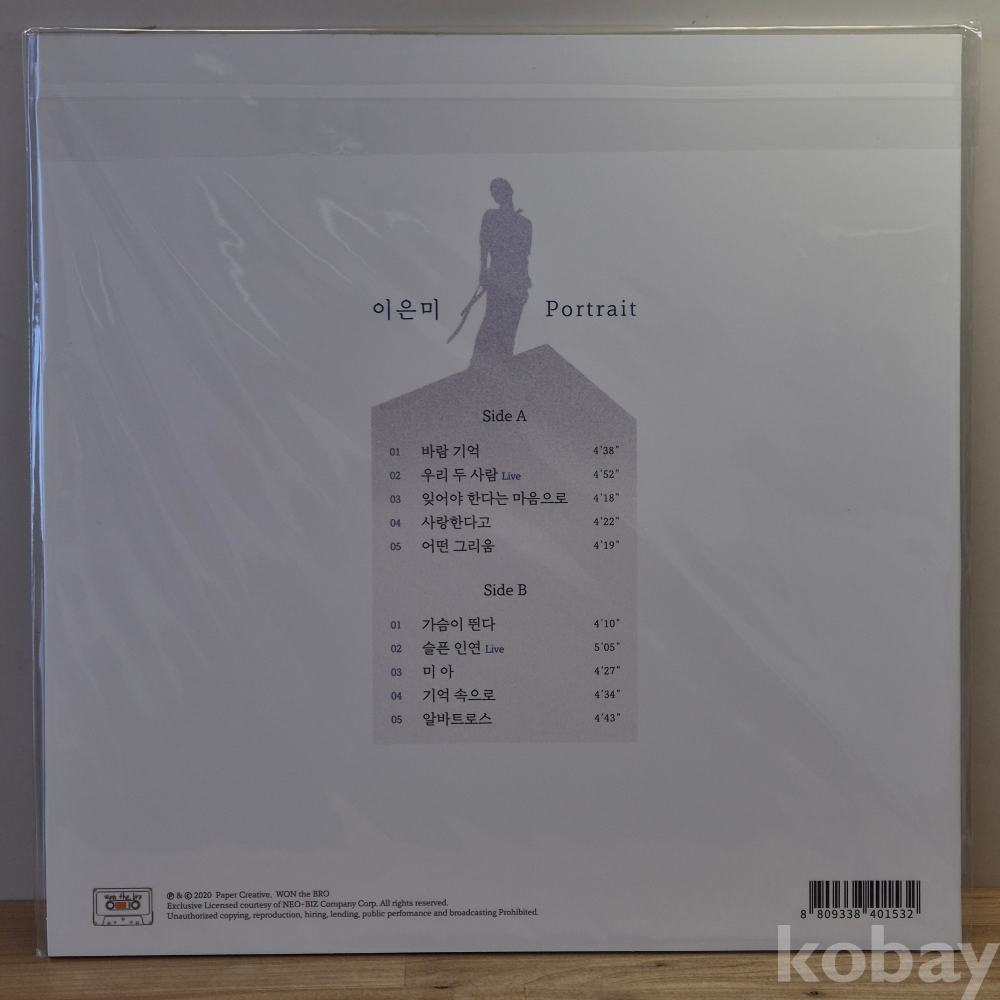 이은미 Portrait
Side A
01 바람 기억 4'38"
02 우리 두 사람 Live 4'52"
03 잊어야 한다는 마음으로 4'18"
04 사랑한다고 4'22"
05 어떤 그리움 4'19"
Side B
01 가슴이 뛴다 4'10"
02 슬픈 인연 Live 5'05"
03 미 아 4'27"
04 기억 속으로 4'34"
05 알바트로스 4'43"
won the bro
℗ & © 2020 Paper Creative, WON the BRO
Exclusive Licensed courtesy of NEO-BIZ Company Corp. All rights reserved.
Unauthorized copying, reproduction, hiring, lending, public perfomance and broadcasting Prohibited.
8 809338 401532
kobay